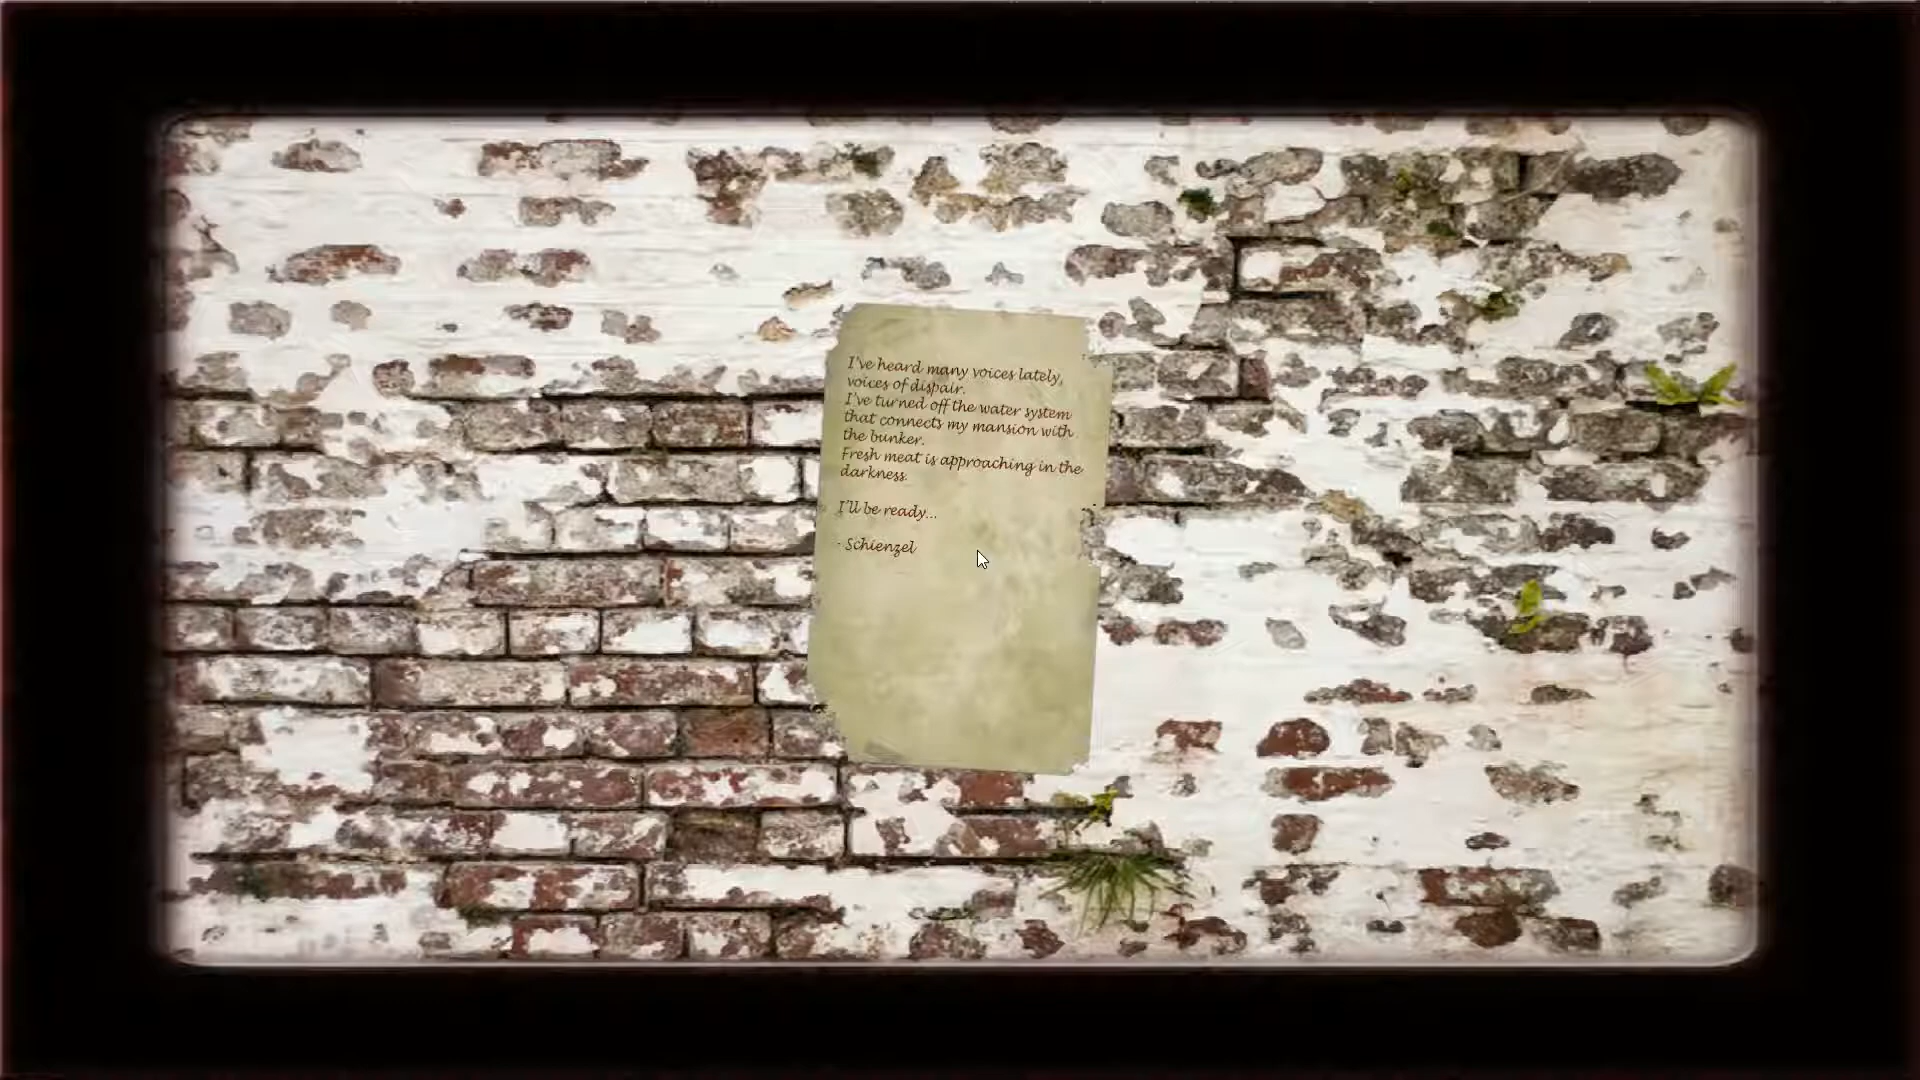 I've heard many voices lately,
voices of dispair.
I've turned off the water system
that connects my mansion with
the bunker.
Fresh meat is approaching in the
darkness.
I'll be ready...
- Schienzel